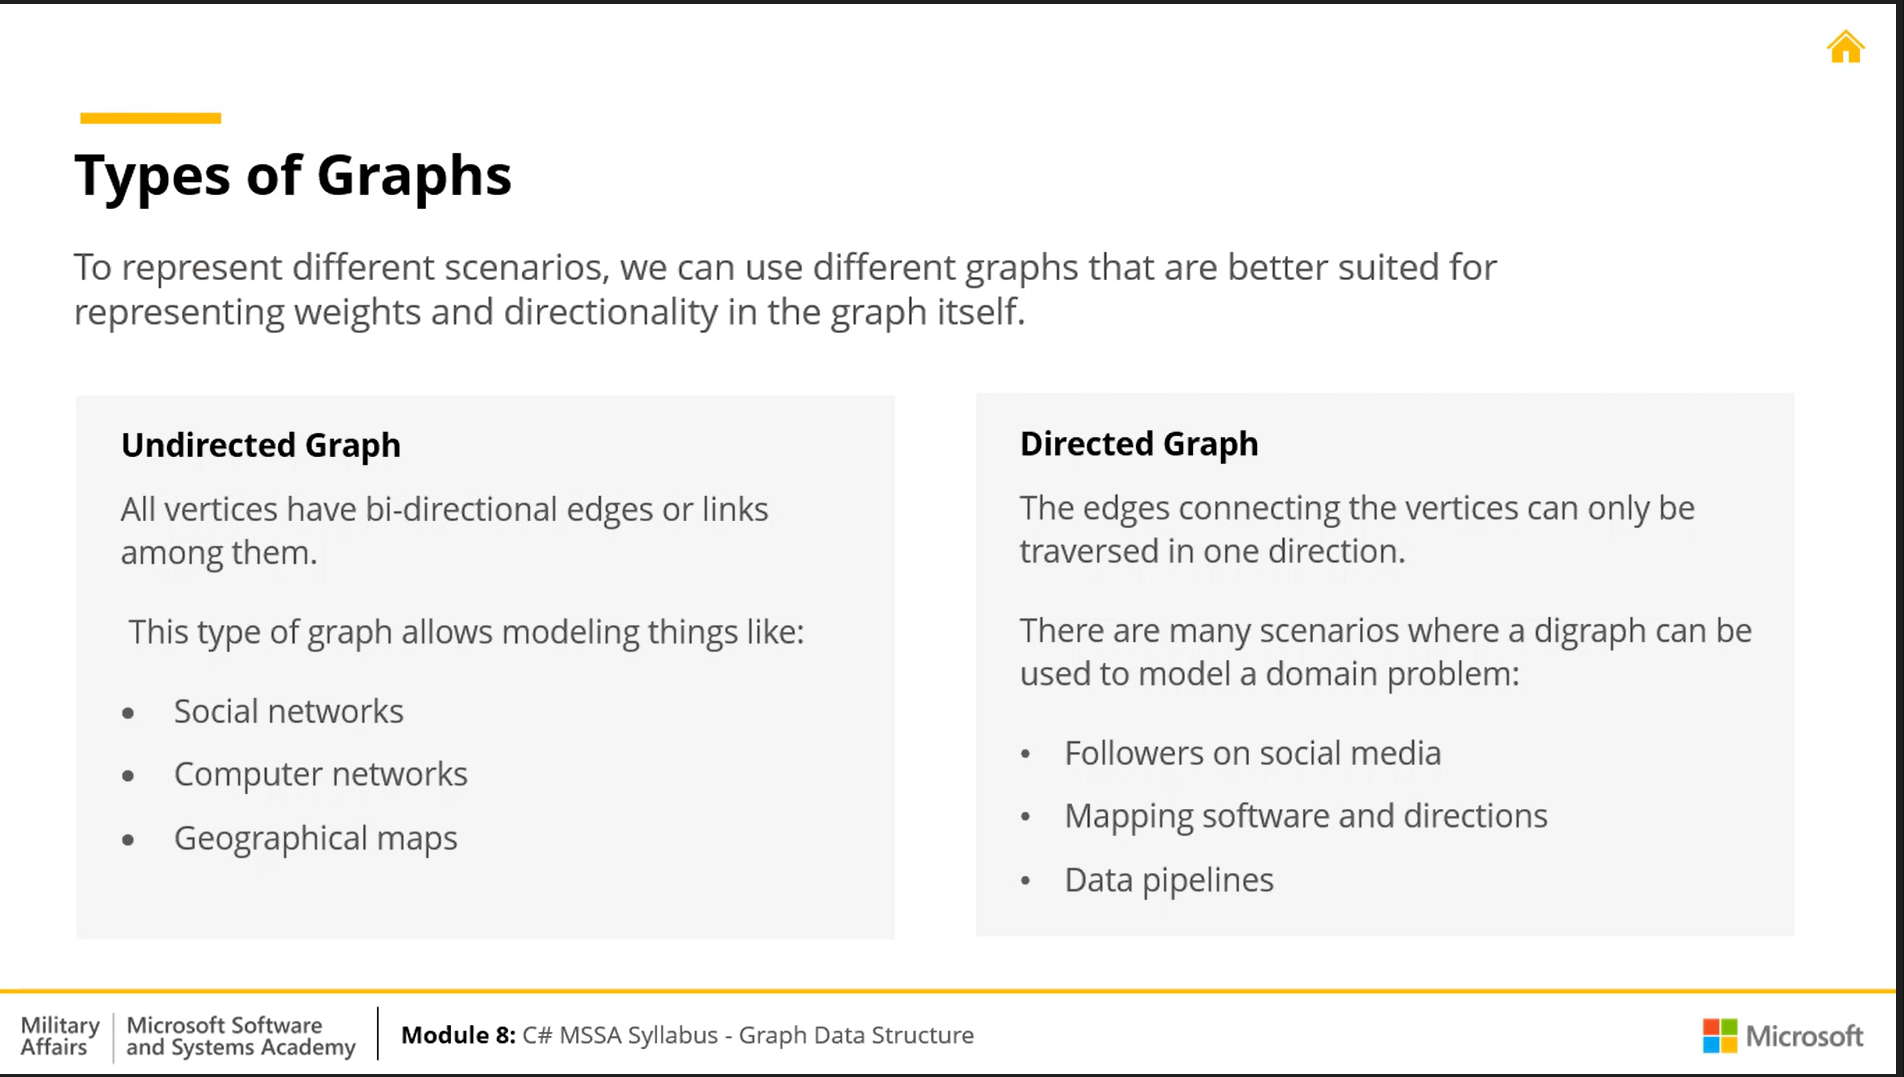 Types of Graphs
To represent different scenarios, we can use different graphs that are better suited for
representing weights and directionality in the graph itself.
Undirected Graph
All vertices have bi-directional edges or links
among them.
This type of graph allows modeling things like:
• Social networks
• Computer networks
• Geographical maps
Directed Graph
The edges connecting the vertices can only be
traversed in one direction.
There are many scenarios where a digraph can be
used to model a domain problem:
• Followers on social media
• Mapping software and directions
• Data pipelines
Military
Affairs
Microsoft Software
and Systems Academy
Module 8: C# MSSA Syllabus - Graph Data Structure
Microsoft